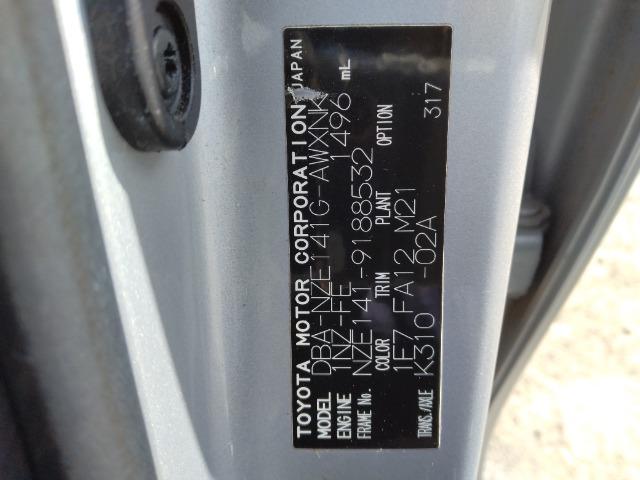 TOYOTA MOTOR CORPORATION JAPAN
MODEL DBA-NZE141G-AWXNK
ENGINE 1NZ-FE 1496 mL
FRAME No. NZE141-9188532
COLOR TRIM PLANT OPTION
1E7 FA12 M21
TRANS./AXLE K310 -02A 317